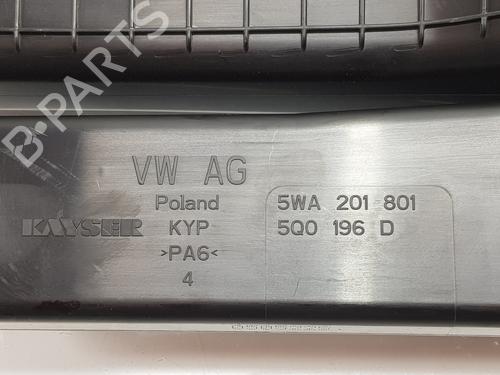 B-PARTS
VW AG
Poland
KAYSER KYP
>PA6<
4
5WA 201 801
5Q0 196 D